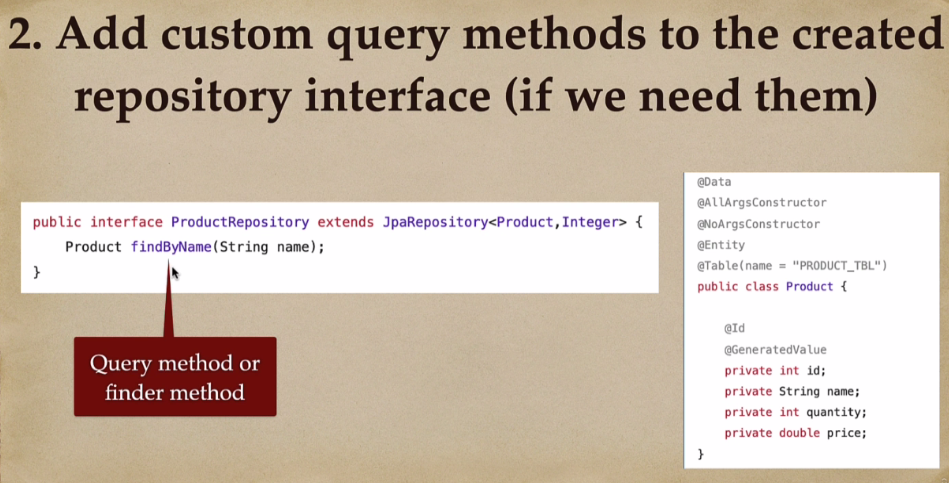 2. Add custom query methods to the created
repository interface (if we need them)
public interface ProductRepository extends JpaRepository<Product,Integer> {
Product findByName(String name);
}
Query method or
finder method
@Data
@AllArgsConstructor
@NoArgsConstructor
@Entity
@Table(name = "PRODUCT_TBL")
public class Product {
@Id
@GeneratedValue
private int id;
private String name;
private int quantity;
private double price;
}